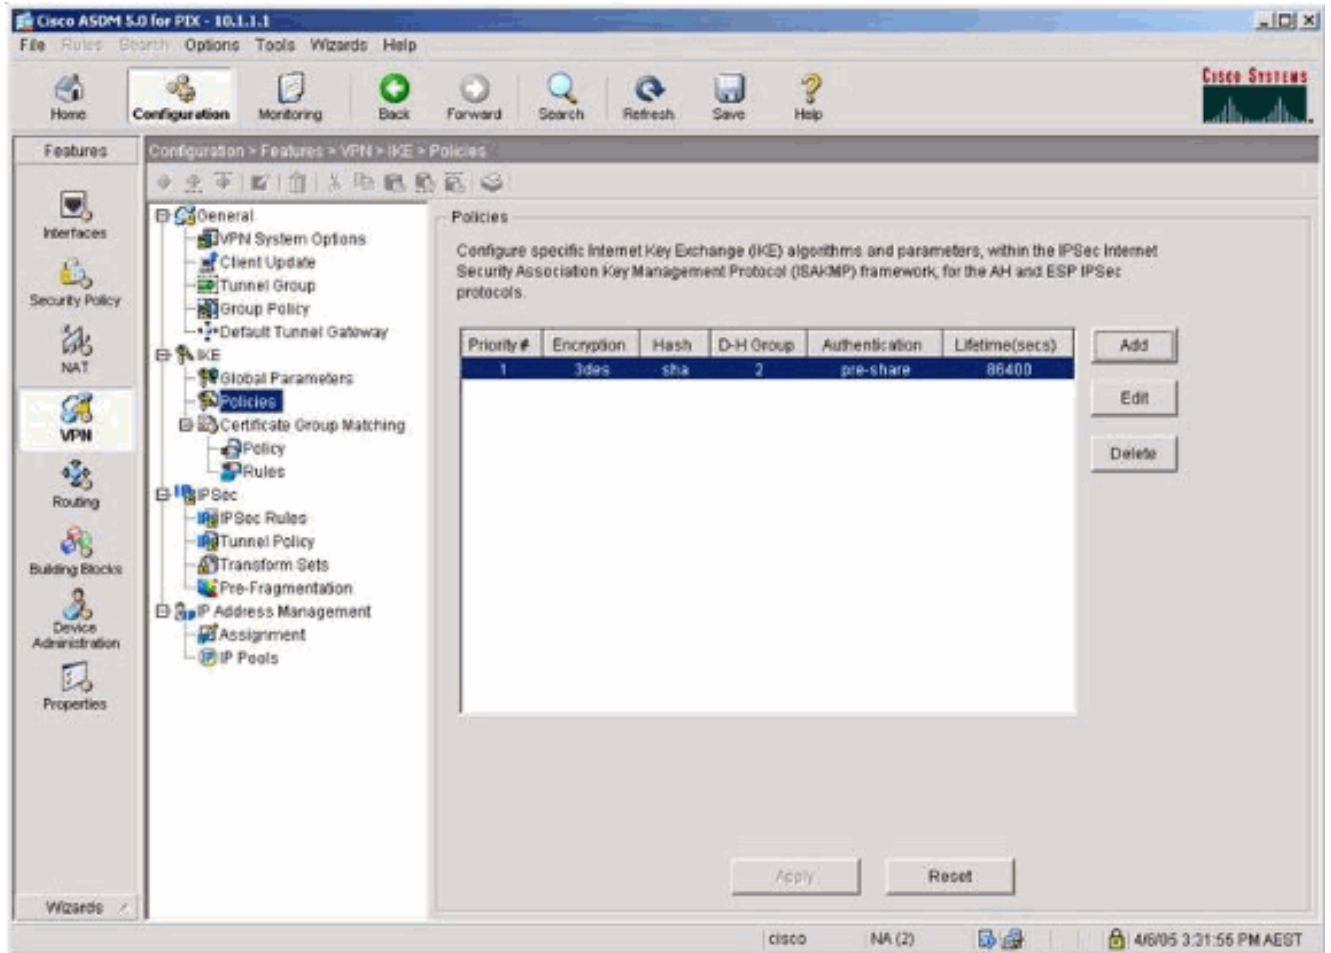 Cisco ASDM 5.0 for PIX - 10.1.1.1
File Rules Search Options Tools Wizards Help
Home Configuration Monitoring Back Forward Search Refresh Save Help
CISCO SYSTEMS
Features
Configuration > Features > VPN > IKE > Policies
Interfaces
Security Policy
NAT
VPN
Routing
Building Blocks
Device
Administration
Properties
Wizards
General
VPN System Options
Client Update
Tunnel Group
Group Policy
Default Tunnel Gateway
IKE
Global Parameters
Policies
Certificate Group Matching
Policy
Rules
IPSec
IPSec Rules
Tunnel Policy
Transform Sets
Pre-Fragmentation
IP Address Management
Assignment
IP Pools
Policies
Configure specific Internet Key Exchange (IKE) algorithms and parameters, within the IPSec Internet
Security Association Key Management Protocol (ISAKMP) framework, for the AH and ESP IPSec
protocols.
Priority # Encryption Hash D-H Group Authentication Lifetime(secs)
1 3des sha 2 pre-share 86400
Add
Edit
Delete
Apply Reset
cisco NA (2) 4/6/05 3:21:55 PM AEST